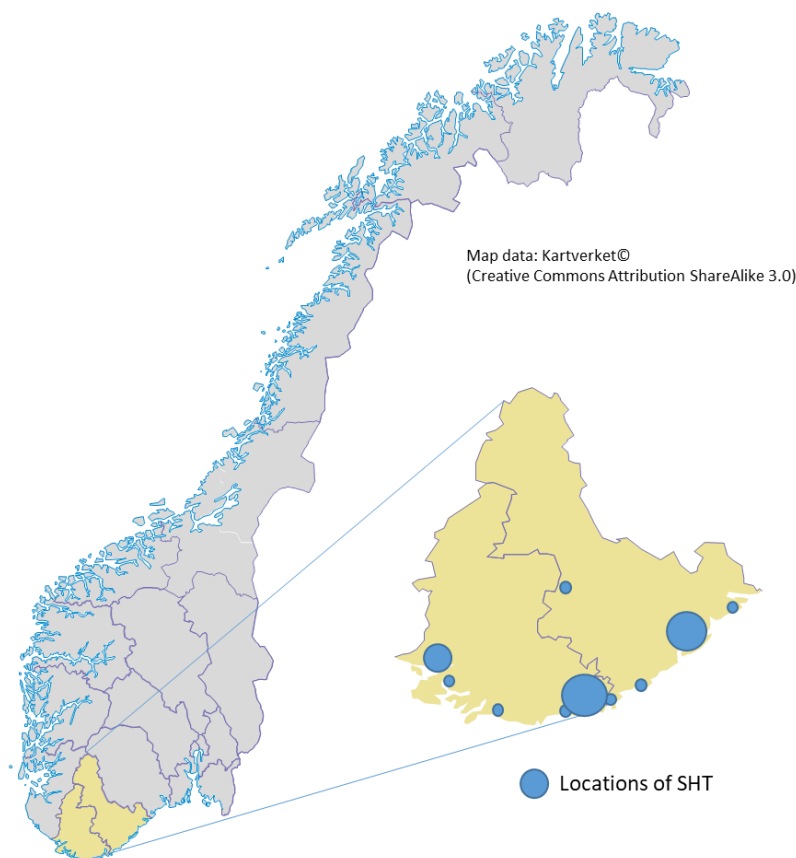 Map data: Kartverket©
(Creative Commons Attribution ShareAlike 3.0)
Locations of SHT